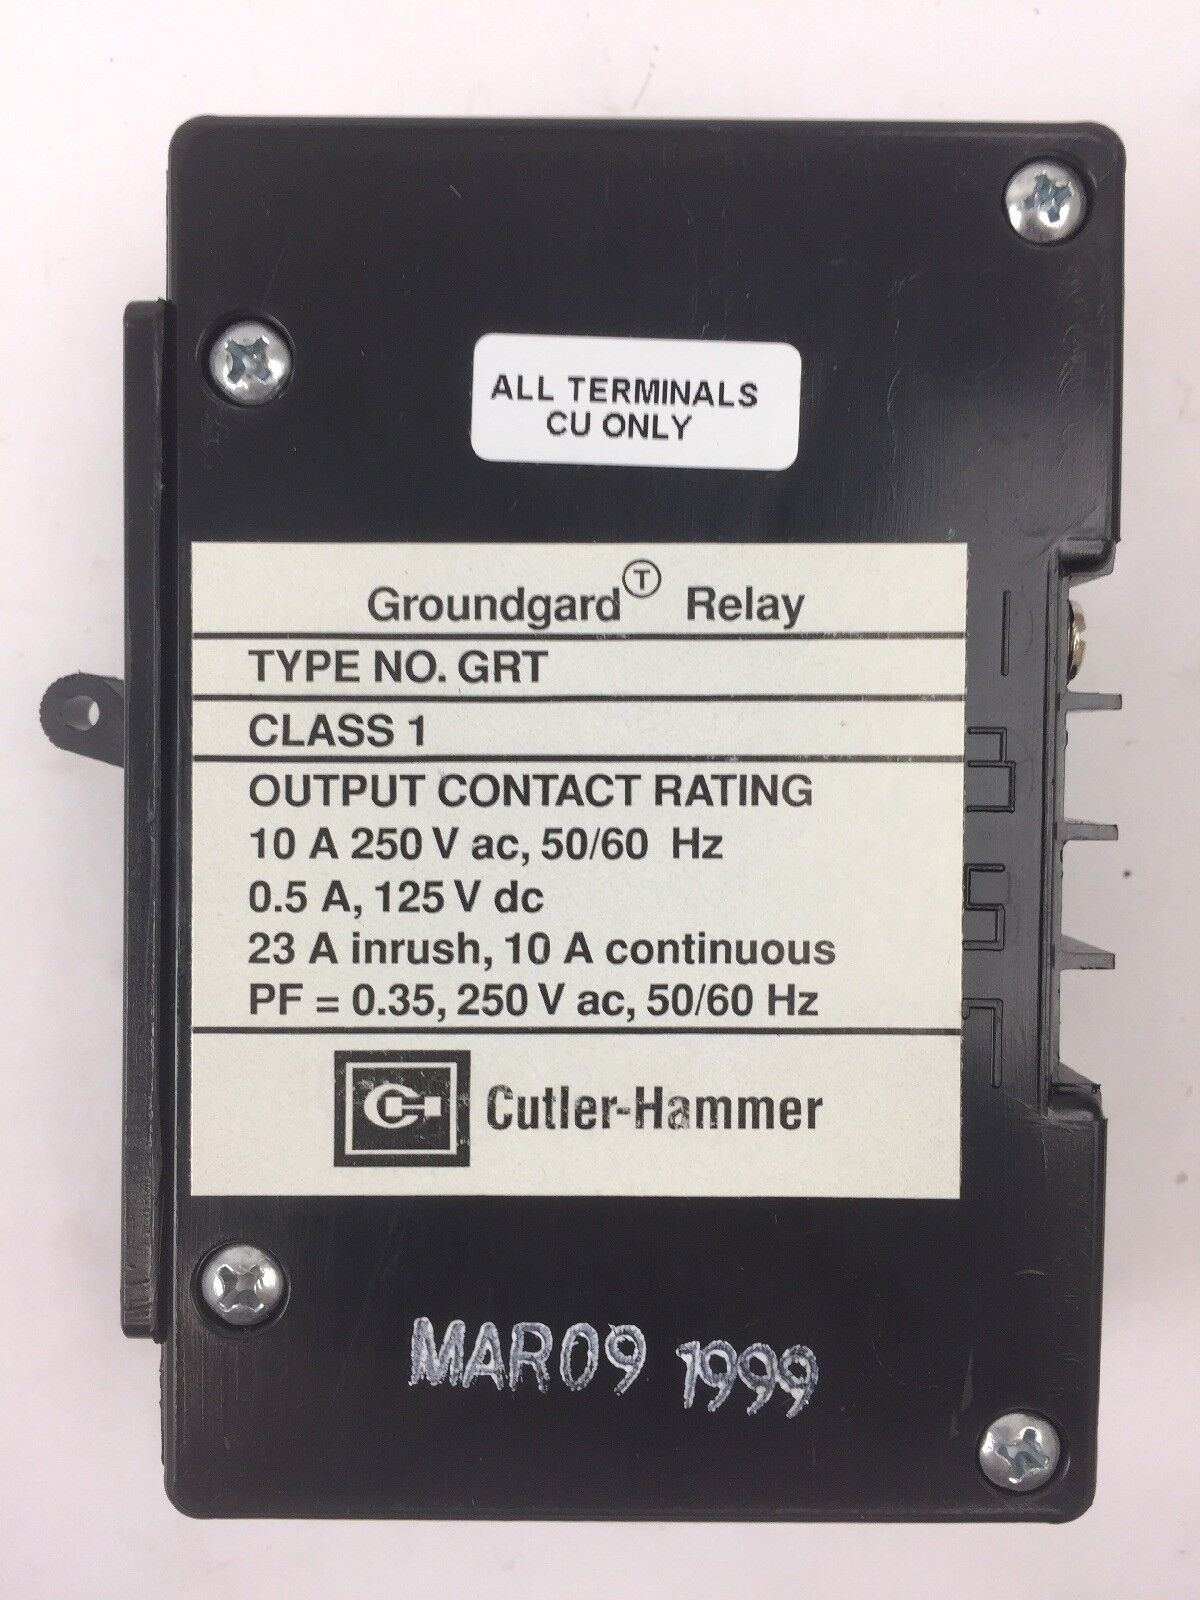 ALL TERMINALS
CU ONLY
Groundgard Ⓣ Relay
TYPE NO. GRT
CLASS 1
OUTPUT CONTACT RATING
10 A 250 V ac, 50/60 Hz
0.5 A, 125 V dc
23 A inrush, 10 A continuous
PF = 0.35, 250 V ac, 50/60 Hz
Cutler-Hammer
MAR 09 1999